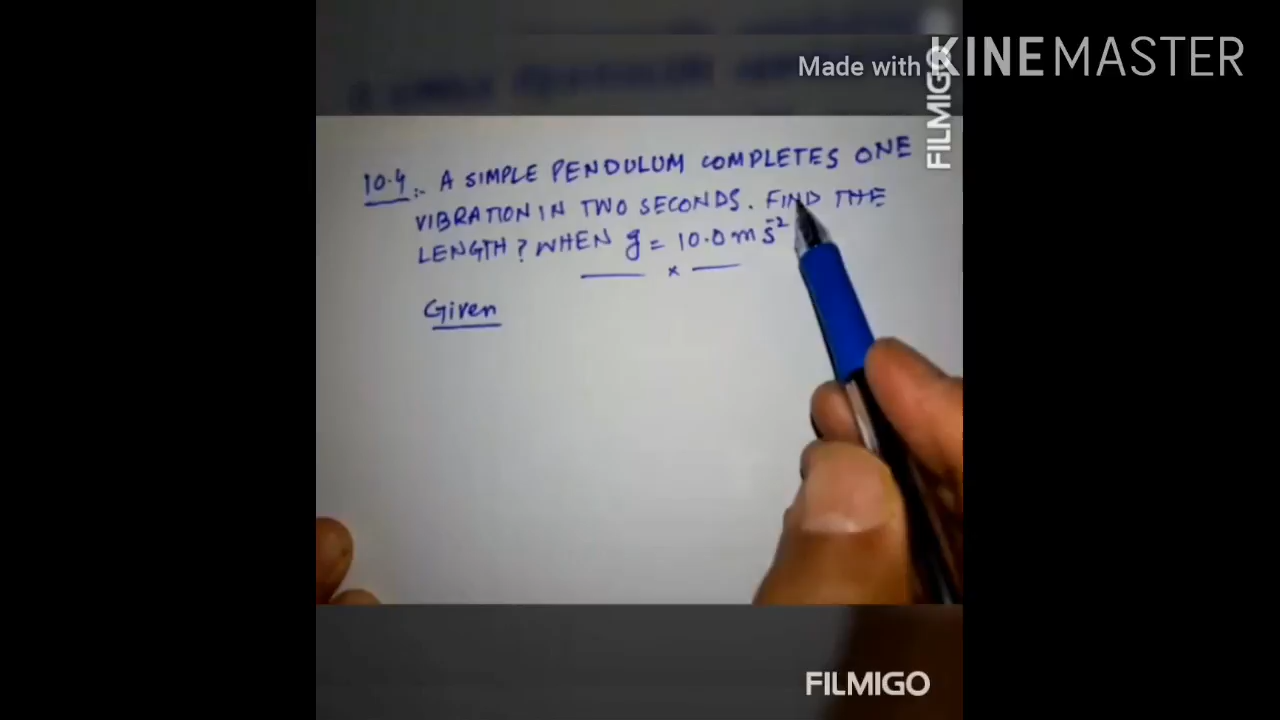 Made with KINEMASTER
FILMIGO
10.4:- A SIMPLE PENDULUM COMPLETES ONE
VIBRATION IN TWO SECONDS. FIND THE
LENGTH? WHEN g = 10.0 m s⁻²
Given
FILMIGO